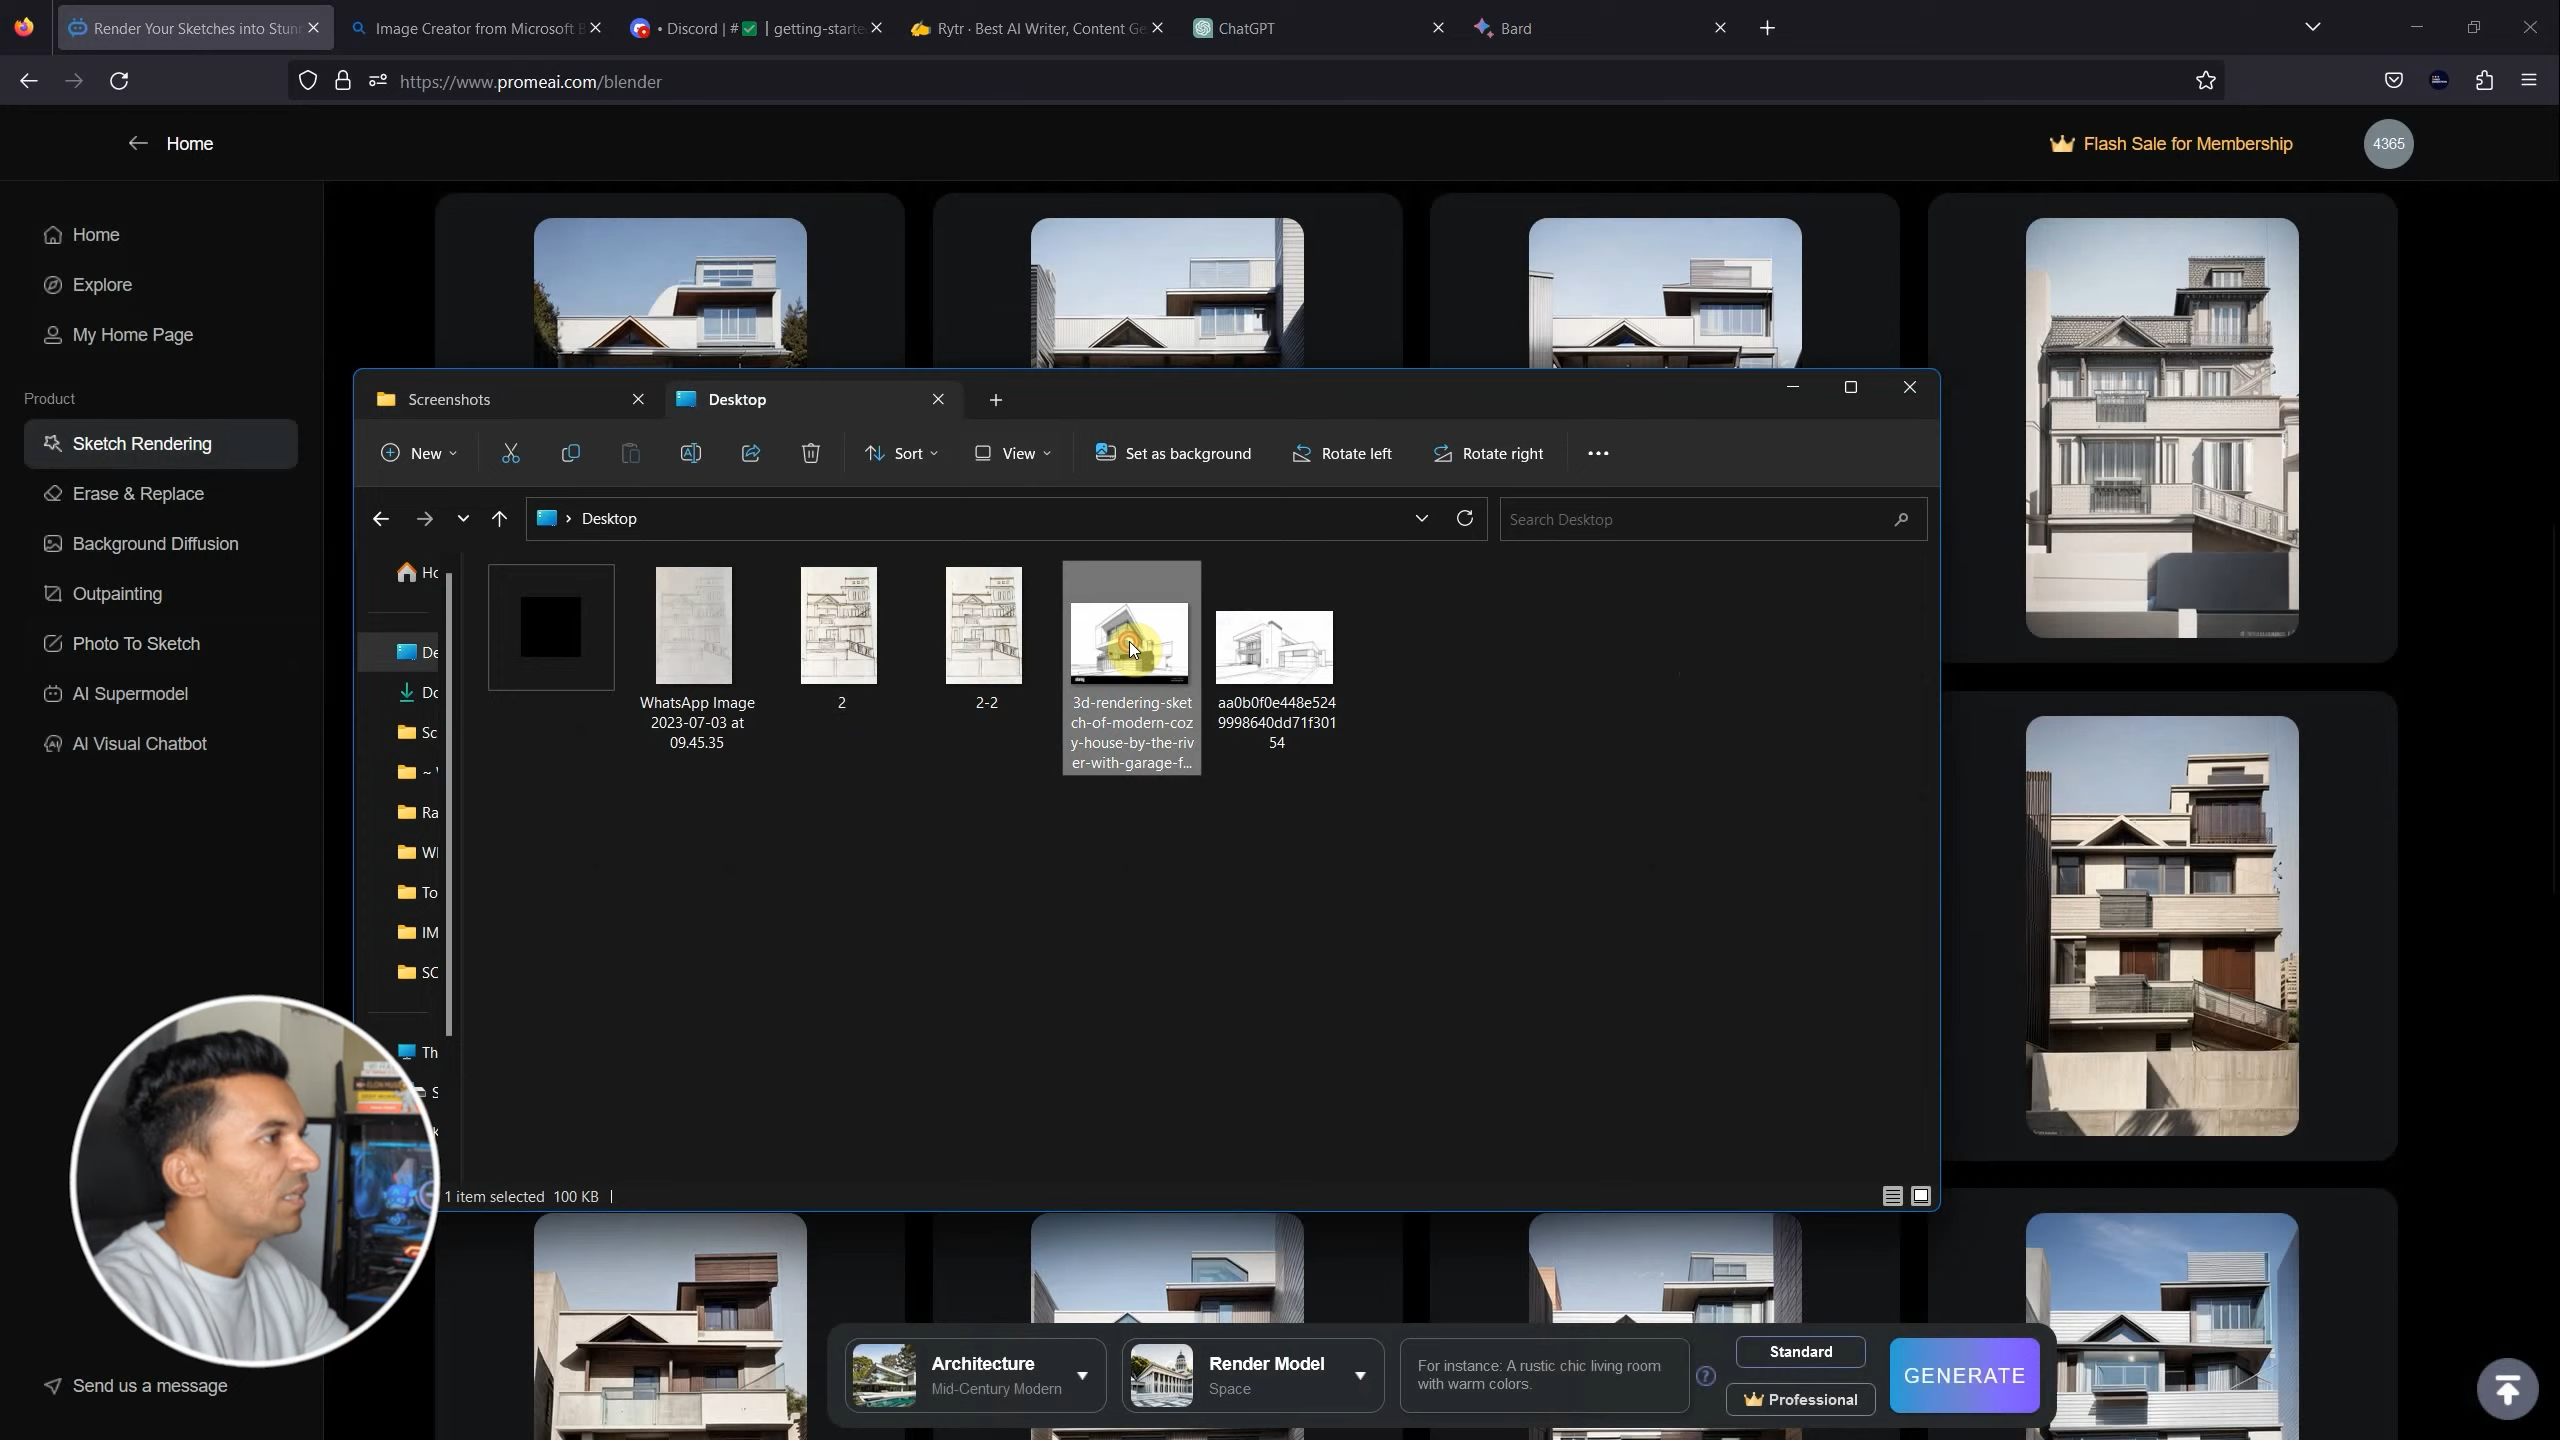 Render Your Sketches into Stun
Image Creator from Microsoft B
• Discord | #✅ | getting-starte
Rytr · Best AI Writer, Content Ge
ChatGPT
Bard
https://www.promeai.com/blender
Home
Flash Sale for Membership
4365
Home
Explore
My Home Page
Product
Sketch Rendering
Erase & Replace
Background Diffusion
Outpainting
Photo To Sketch
AI Supermodel
AI Visual Chatbot
Send us a message
Screenshots
Desktop
New
Sort
View
Set as background
Rotate left
Rotate right
Desktop
Search Desktop
Ho
De
Do
Sc
~
Ra
WI
To
IM
SC
Th
S
WhatsApp Image
2023-07-03 at
09.45.35
2
2-2
3d-rendering-sket
ch-of-modern-coz
y-house-by-the-riv
er-with-garage-f...
aa0b0f0e448e524
9998640dd71f301
54
1 item selected 100 KB
Architecture
Mid-Century Modern
Render Model
Space
For instance: A rustic chic living room
with warm colors.
?
Standard
Professional
GENERATE